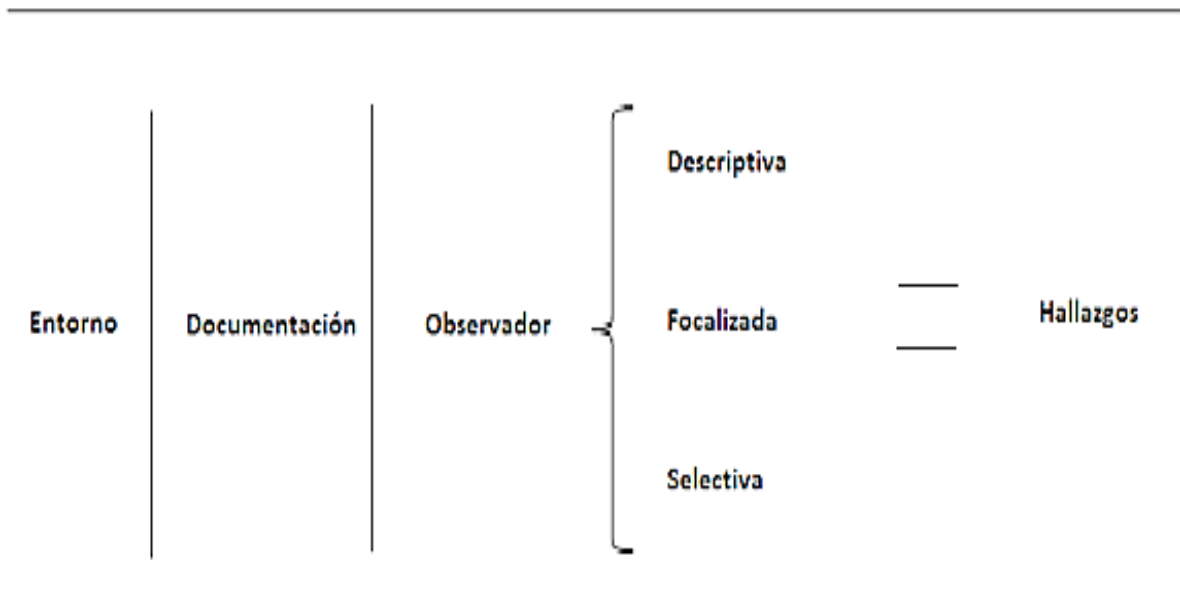 Entorno
Documentación
Observador
Descriptiva
Focalizada
Selectiva
Hallazgos